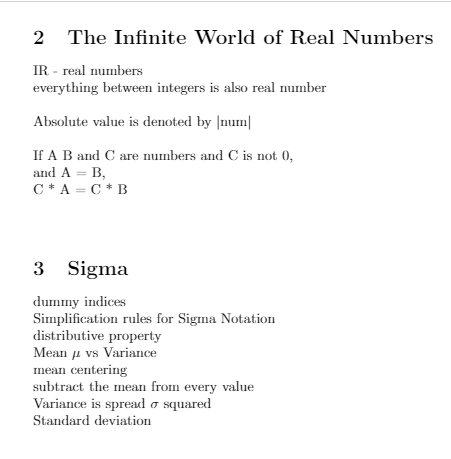 2 The Infinite World of Real Numbers
IR - real numbers
everything between integers is also real number
Absolute value is denoted by |num|
If A B and C are numbers and C is not 0,
and A = B,
C * A = C * B
3 Sigma
dummy indices
Simplification rules for Sigma Notation
distributive property
Mean μ vs Variance
mean centering
subtract the mean from every value
Variance is spread σ squared
Standard deviation